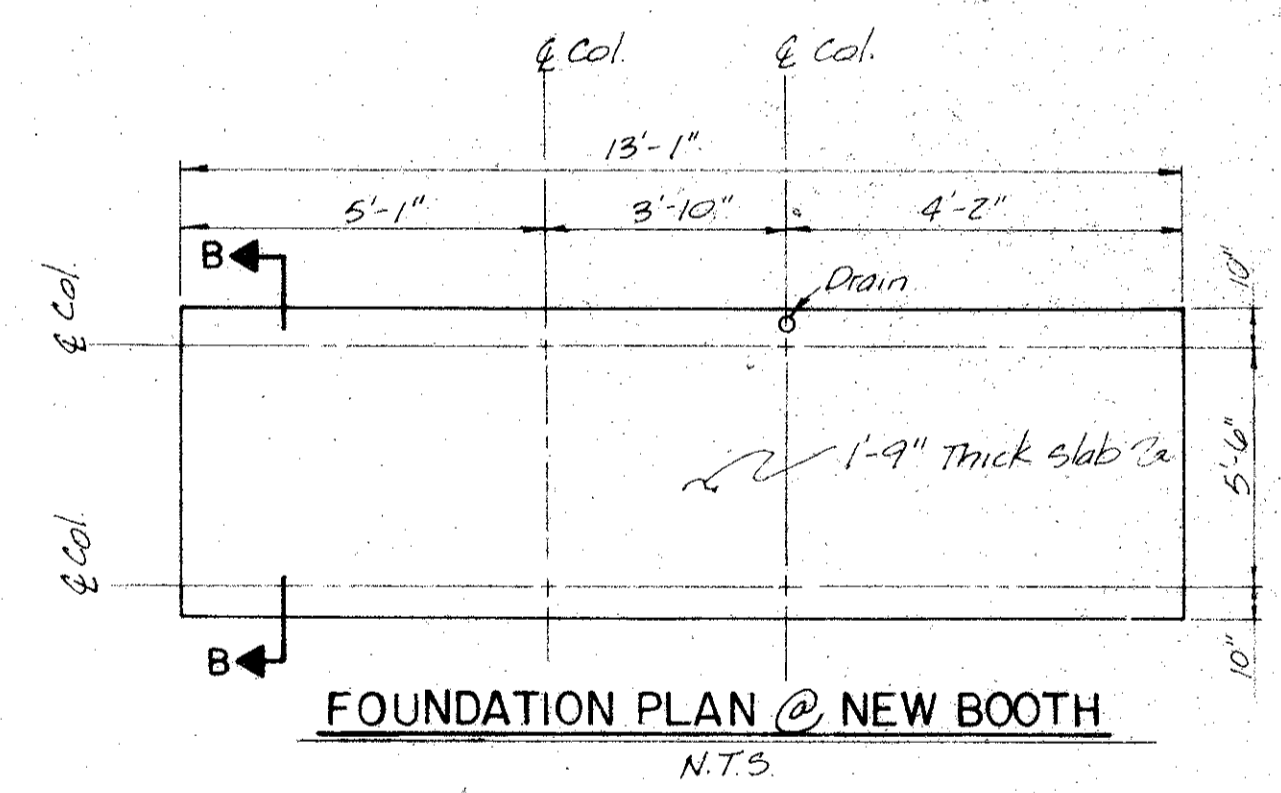 ℄ Col. ℄ Col.
13'-1"
5'-1" 3'-10" 4'-2"
B
Drain
10"
℄ Col.
1'-9" Thick slab
5'-6"
℄ Col.
B
10"
FOUNDATION PLAN @ NEW BOOTH
N.T.S.